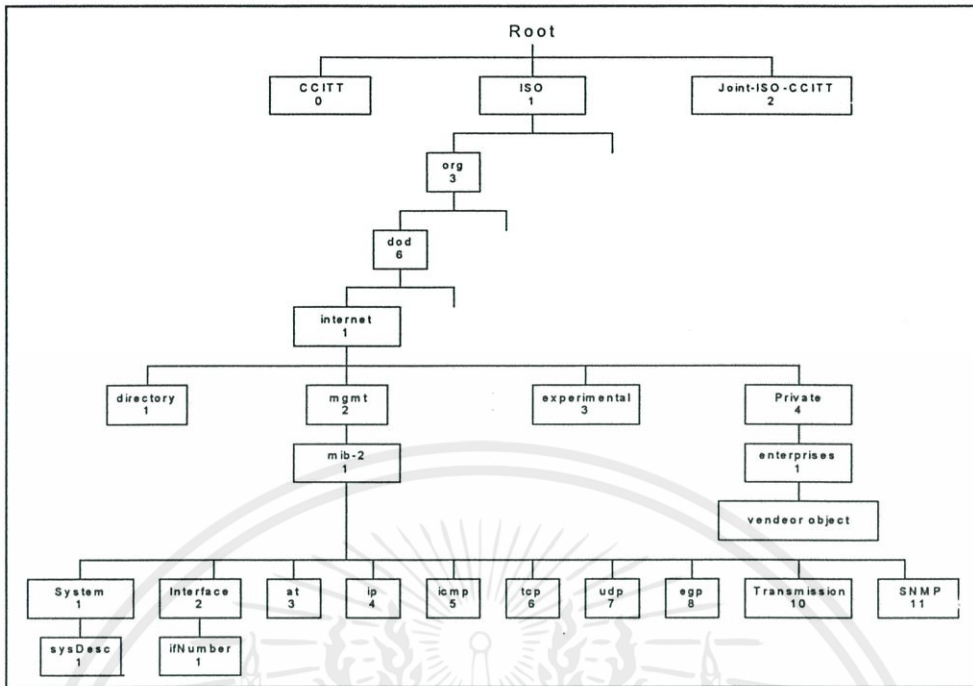 Root
CCITT
0
ISO
1
Joint-ISO-CCITT
2
org
3
dod
6
internet
1
directory
1
mgmt
2
experimental
3
Private
4
mib-2
1
enterprises
1
vendeor object
System
1
Interface
2
at
3
ip
4
icmp
5
tcp
6
udp
7
egp
8
Transmission
10
SNMP
11
sysDesc
1
ifNumber
1